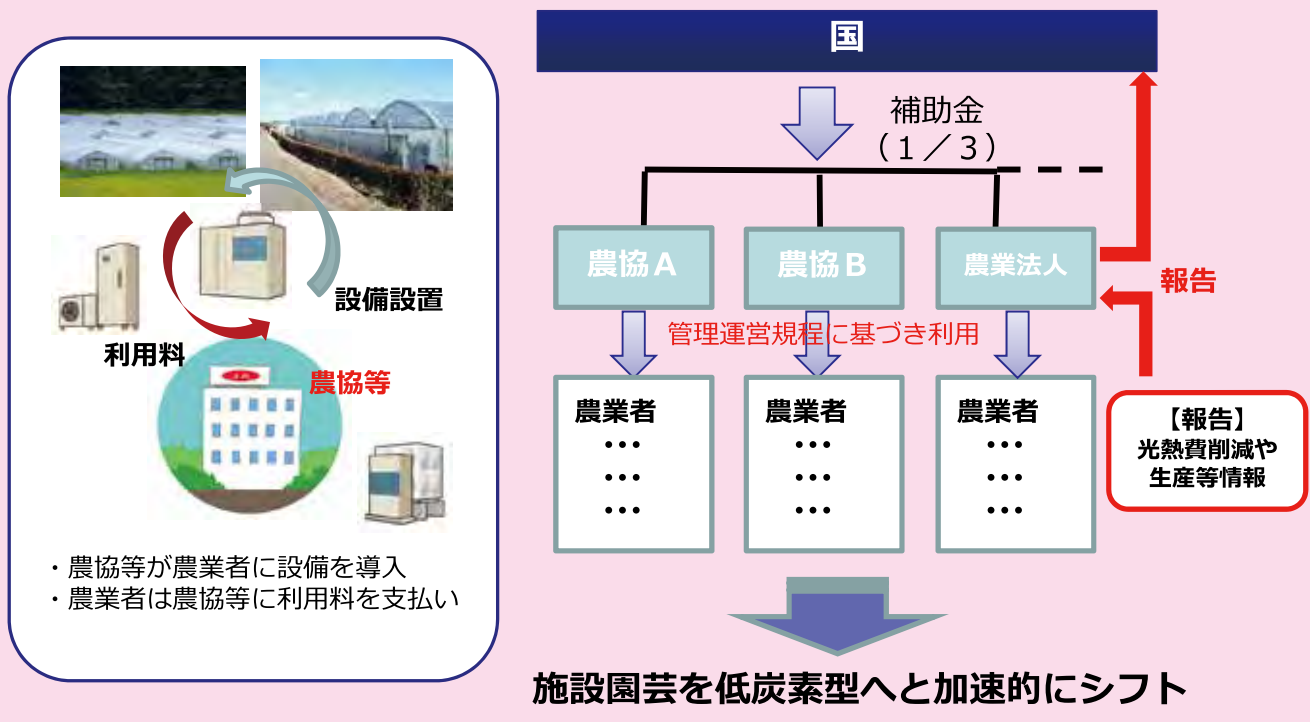 設備設置
利用料
農協等
・農協等が農業者に設備を導入
・農業者は農協等に利用料を支払い
国
補助金
（１／３）
農協Ａ
農協Ｂ
農業法人
報告
管理運営規程に基づき利用
農業者
・・・
・・・
・・・
農業者
・・・
・・・
・・・
農業者
・・・
・・・
・・・
【報告】
光熱費削減や
生産等情報
施設園芸を低炭素型へと加速的にシフト